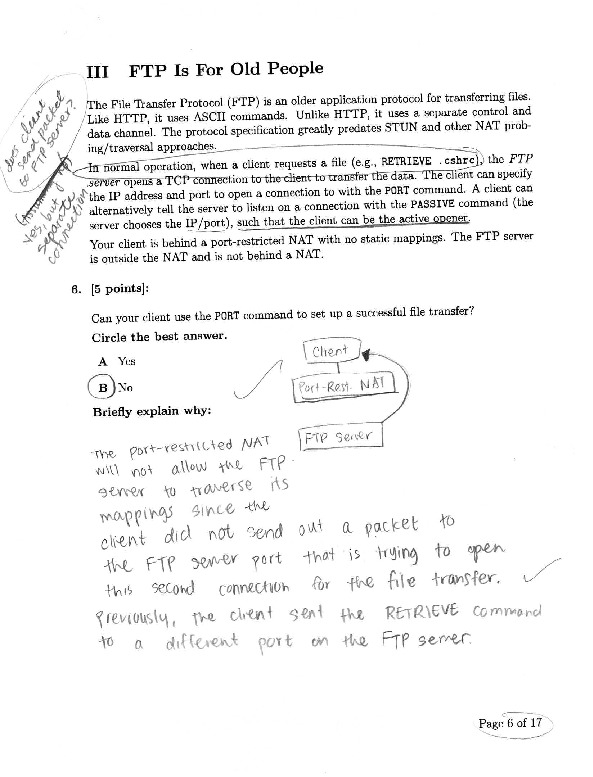 III FTP Is For Old People
does client
send packet
to FTP server?
yes, but
separate
connection
The File Transfer Protocol (FTP) is an older application protocol for transferring files.
Like HTTP, it uses ASCII commands. Unlike HTTP, it uses a separate control and
data channel. The protocol specification greatly predates STUN and other NAT prob-
ing/traversal approaches.
In normal operation, when a client requests a file (e.g., RETRIEVE .cshrc), the FTP
server opens a TCP connection to the client to transfer the data. The client can specify
the IP address and port to open a connection to with the PORT command. A client can
alternatively tell the server to listen on a connection with the PASSIVE command (the
server chooses the IP/port), such that the client can be the active opener.
Your client is behind a port-restricted NAT with no static mappings. The FTP server
is outside the NAT and is not behind a NAT.
6. [5 points]:
Can your client use the PORT command to set up a successful file transfer?
Circle the best answer.
A Yes
B No
Briefly explain why:
Client
Port-Rest. NAT
FTP Server
The port-restricted NAT
will not allow the FTP
server to traverse its
mappings since the
client did not send out a packet to
the FTP server port that is trying to open
this second connection for the file transfer.
Previously, the client sent the RETRIEVE command
to a different port on the FTP server.
Page 6 of 17